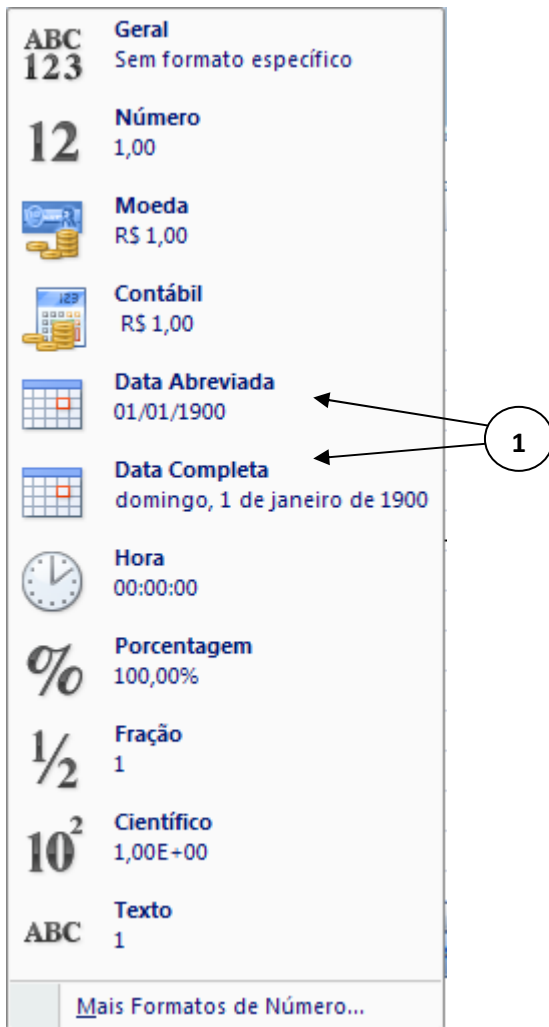 ABC
123
Geral
Sem formato específico
12
Número
1,00
Moeda
R$ 1,00
123
Contábil
R$ 1,00
Data Abreviada
01/01/1900
1
Data Completa
domingo, 1 de janeiro de 1900
Hora
00:00:00
%
Porcentagem
100,00%
1/2
Fração
1
10²
Científico
1,00E+00
ABC
Texto
1
Mais Formatos de Número...